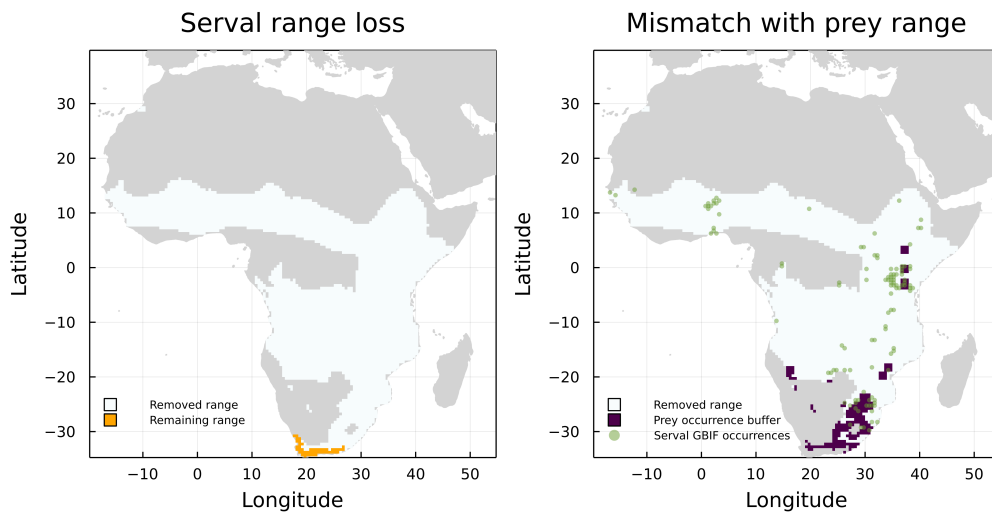 Serval range loss
Latitude
30
20
10
0
−10
−20
−30
Removed range
Remaining range
−10 0 10 20 30 40 50
Longitude
Mismatch with prey range
Latitude
30
20
10
0
−10
−20
−30
Removed range
Prey occurrence buffer
Serval GBIF occurrences
−10 0 10 20 30 40 50
Longitude